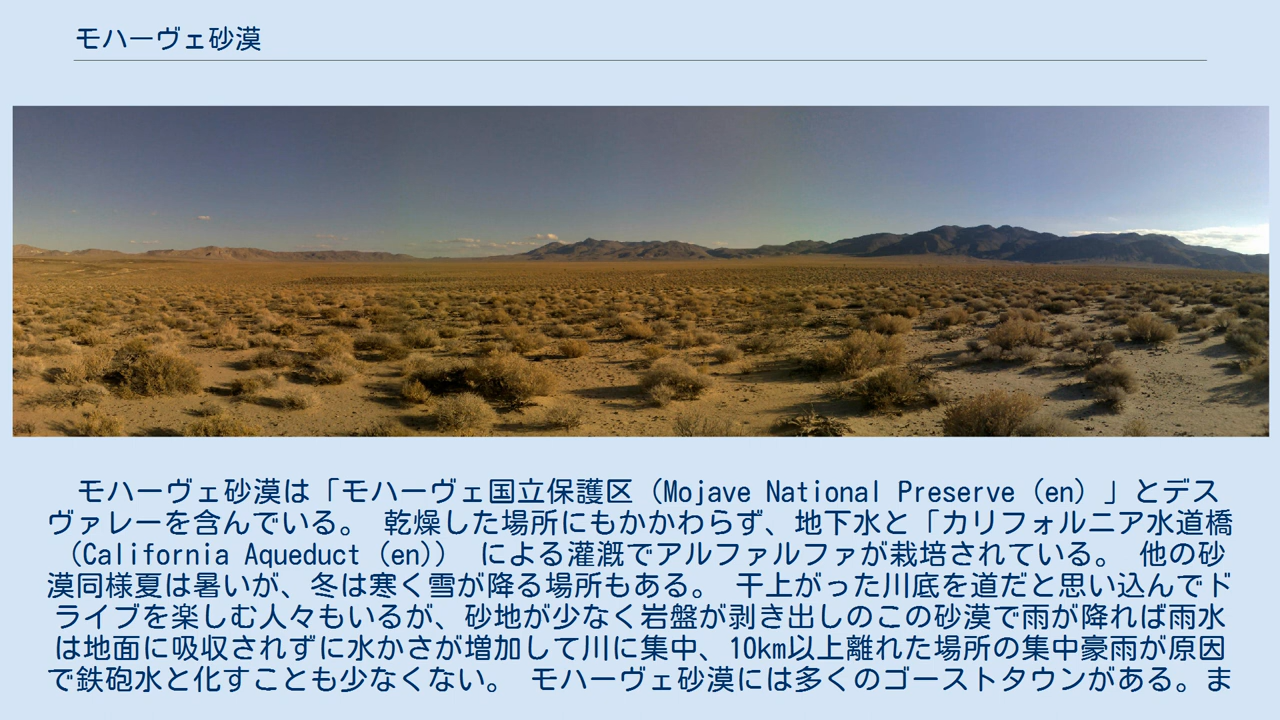 モハーヴェ砂漠
モハーヴェ砂漠は「モハーヴェ国立保護区（Mojave National Preserve（en）」とデス
ヴァレーを含んでいる。 乾燥した場所にもかかわらず、地下水と「カリフォルニア水道橋
（California Aqueduct（en）） による灌漑でアルファルファが栽培されている。 他の砂
漠同様夏は暑いが、冬は寒く雪が降る場所もある。 干上がった川底を道だと思い込んでド
ライブを楽しむ人々もいるが、砂地が少なく岩盤が剥き出しのこの砂漠で雨が降れば雨水
は地面に吸収されずに水かさが増加して川に集中、10km以上離れた場所の集中豪雨が原因
で鉄砲水と化すことも少なくない。 モハーヴェ砂漠には多くのゴーストタウンがある。ま